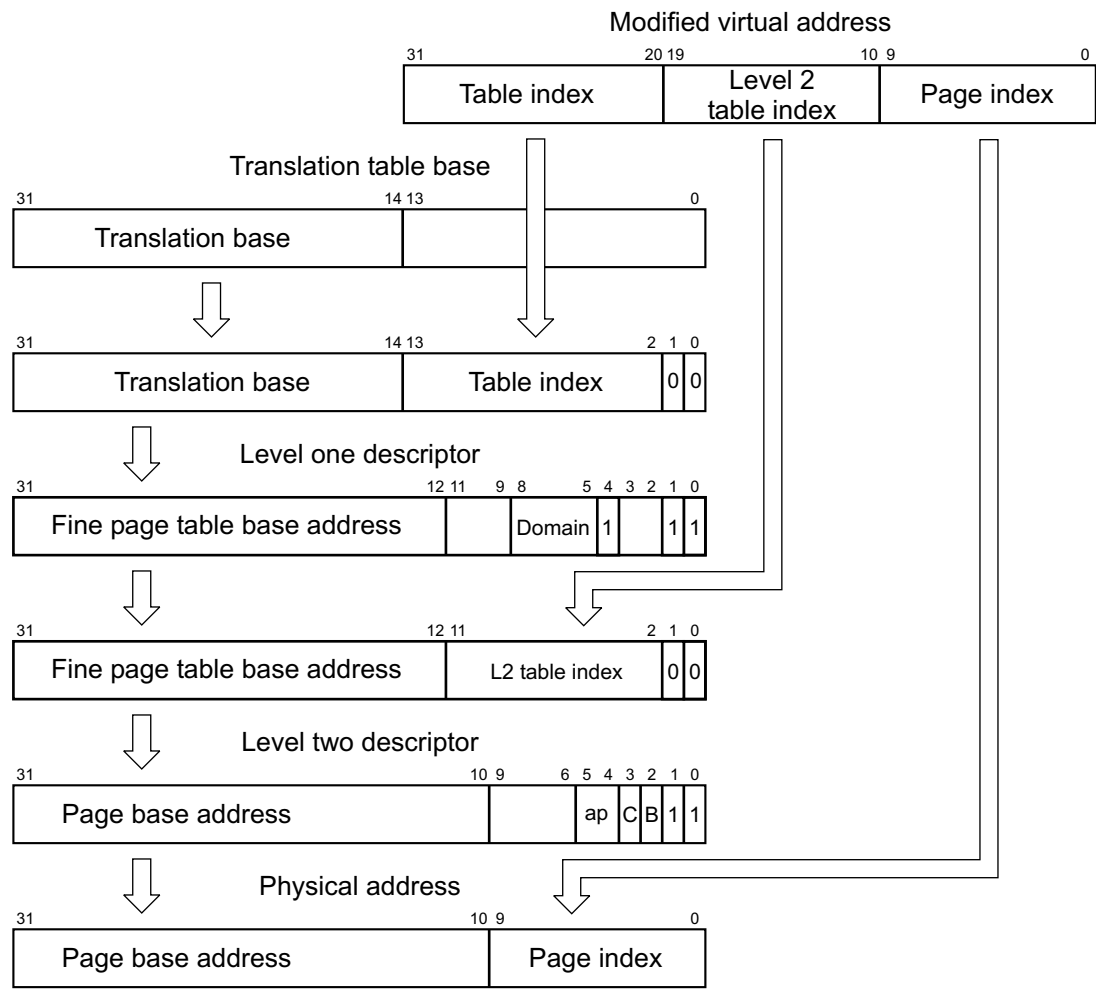 Modified virtual address
31 20 19 10 9 0
Table index Level 2 table index Page index
Translation table base
31 14 13 0
Translation base
31 14 13 2 1 0
Translation base Table index 0 0
Level one descriptor
31 12 11 9 8 5 4 3 2 1 0
Fine page table base address Domain 1 1 1
31 12 11 2 1 0
Fine page table base address L2 table index 0 0
Level two descriptor
31 10 9 6 5 4 3 2 1 0
Page base address ap C B 1 1
Physical address
31 10 9 0
Page base address Page index